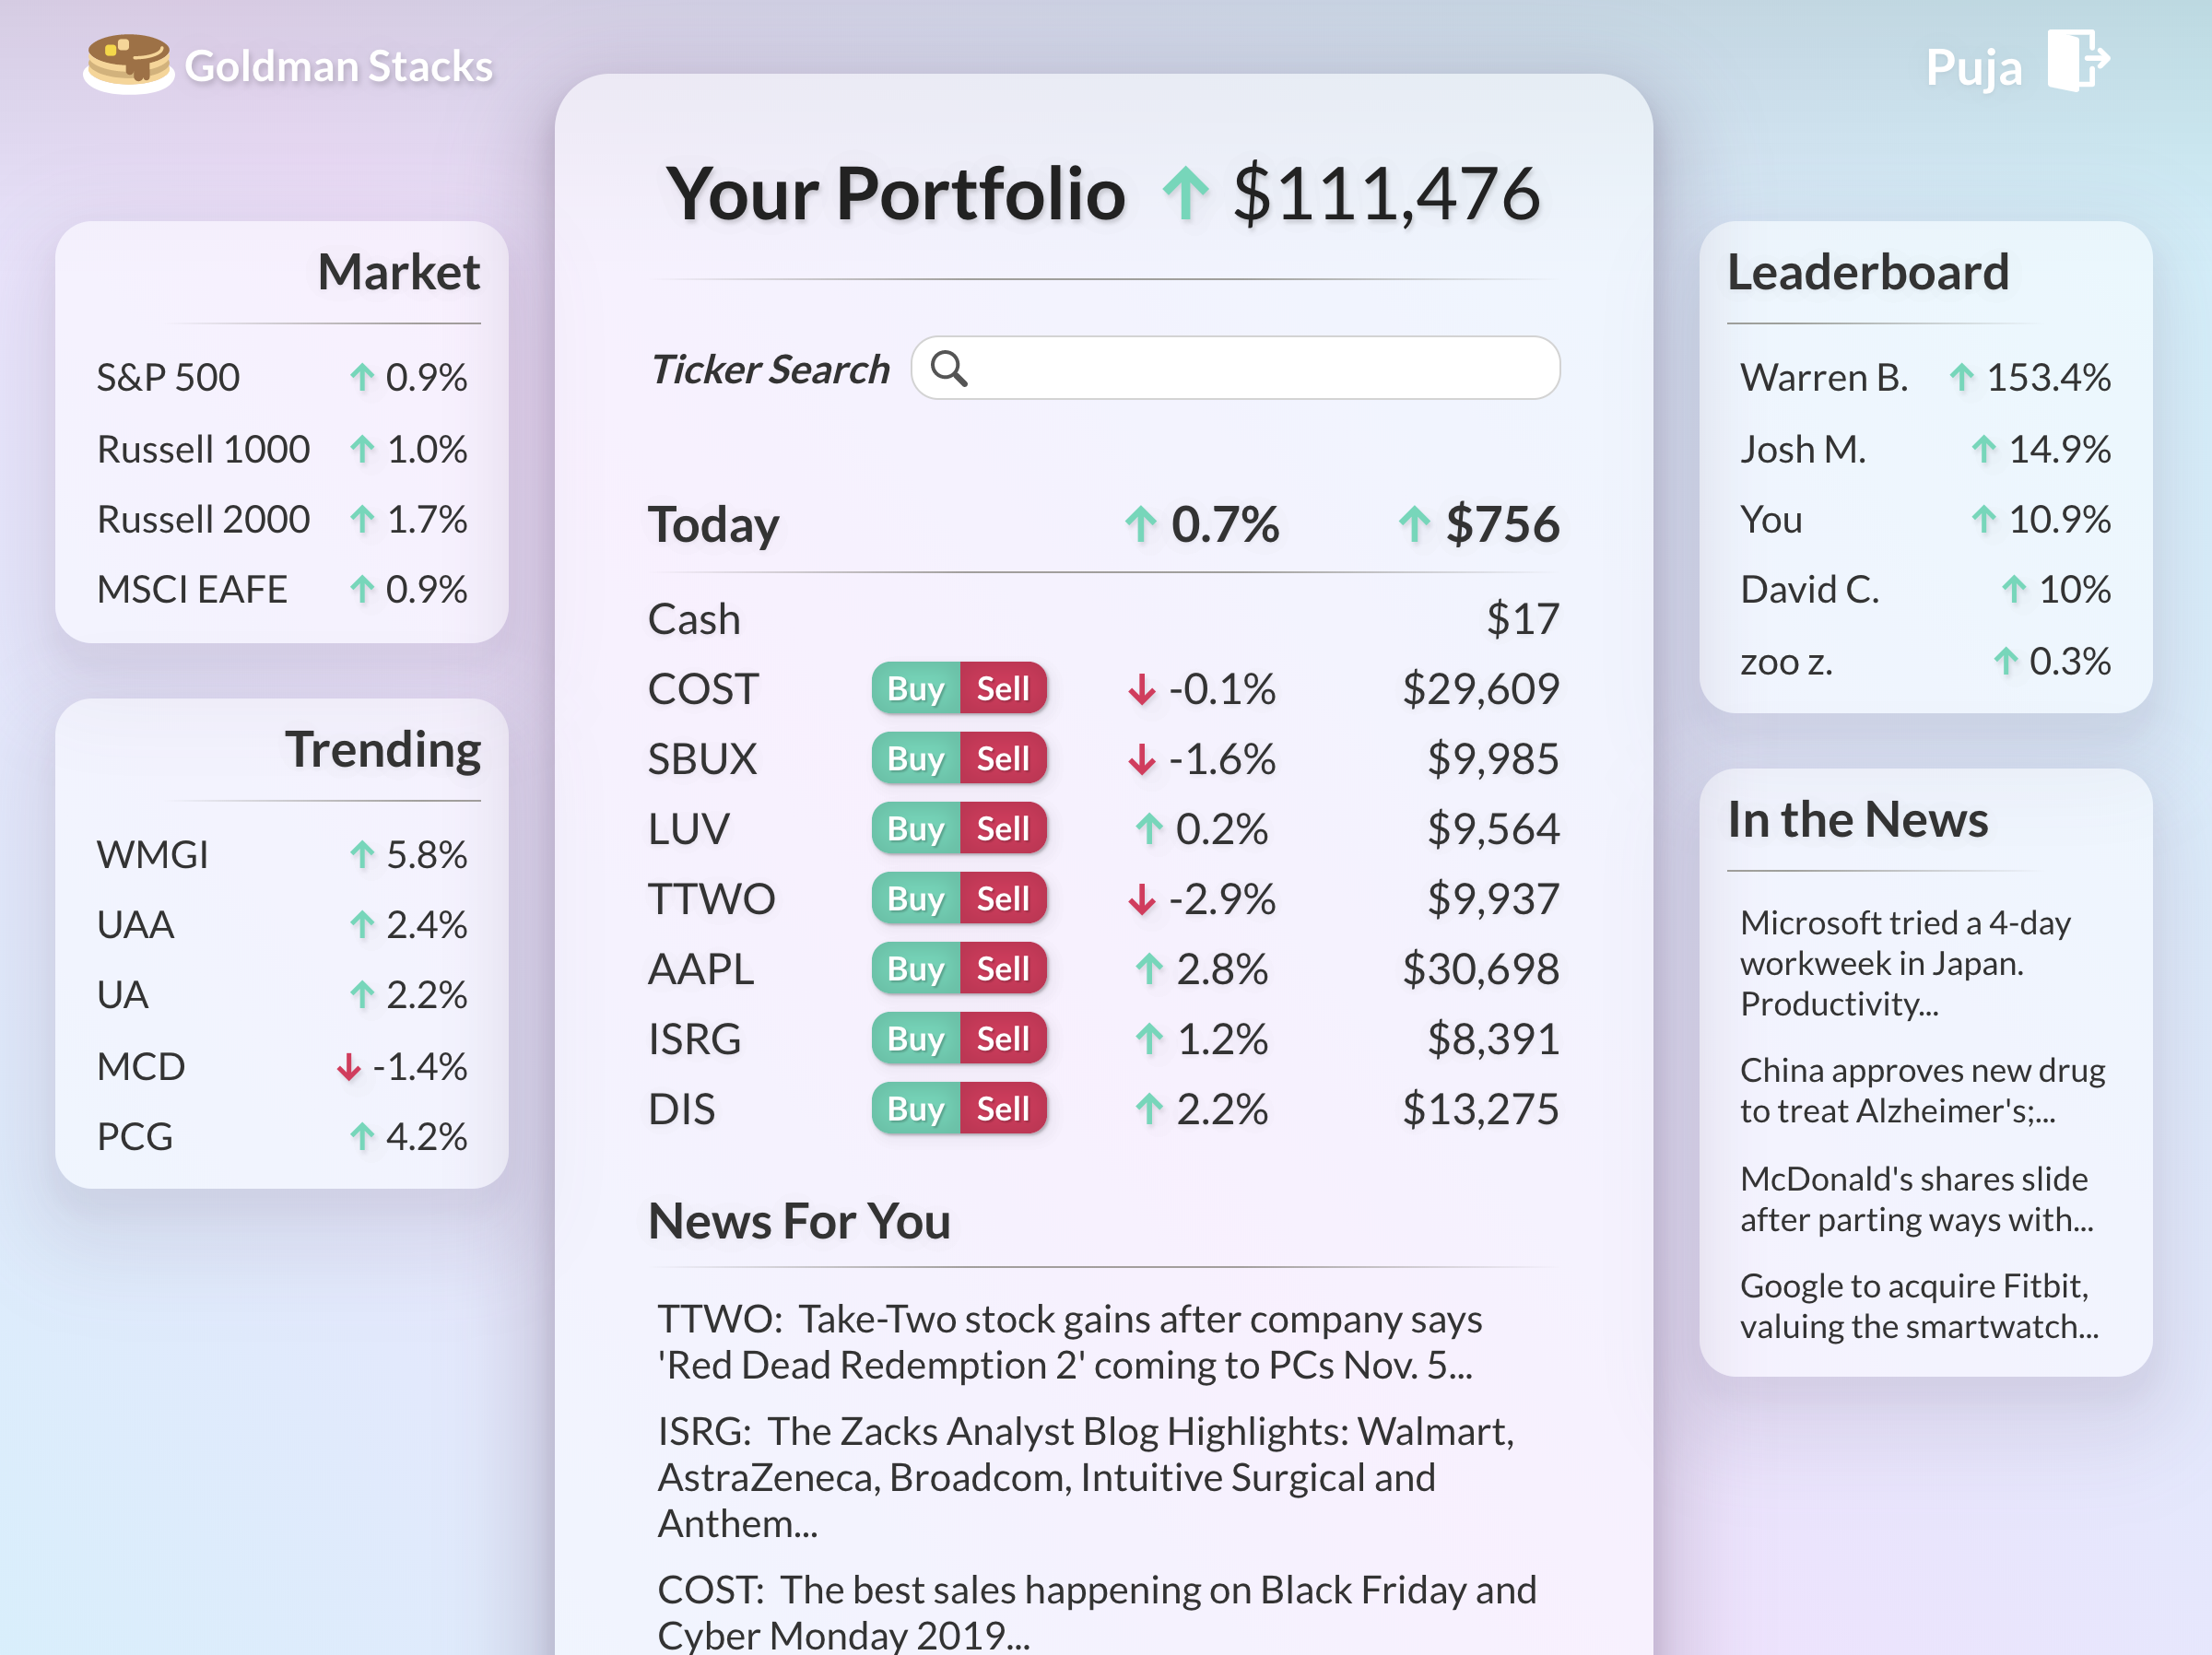 Goldman Stacks
Puja
Market
S&P 500 ↑ 0.9%
Russell 1000 ↑ 1.0%
Russell 2000 ↑ 1.7%
MSCI EAFE ↑ 0.9%
Trending
WMGI ↑ 5.8%
UAA ↑ 2.4%
UA ↑ 2.2%
MCD ↓ -1.4%
PCG ↑ 4.2%
Your Portfolio ↑ $111,476
Ticker Search
Today ↑ 0.7% ↑ $756
Cash $17
COST Buy Sell ↓ -0.1% $29,609
SBUX Buy Sell ↓ -1.6% $9,985
LUV Buy Sell ↑ 0.2% $9,564
TTWO Buy Sell ↓ -2.9% $9,937
AAPL Buy Sell ↑ 2.8% $30,698
ISRG Buy Sell ↑ 1.2% $8,391
DIS Buy Sell ↑ 2.2% $13,275
News For You
TTWO: Take-Two stock gains after company says
'Red Dead Redemption 2' coming to PCs Nov. 5...
ISRG: The Zacks Analyst Blog Highlights: Walmart,
AstraZeneca, Broadcom, Intuitive Surgical and
Anthem...
COST: The best sales happening on Black Friday and
Cyber Monday 2019...
Leaderboard
Warren B. ↑ 153.4%
Josh M. ↑ 14.9%
You ↑ 10.9%
David C. ↑ 10%
zoo z. ↑ 0.3%
In the News
Microsoft tried a 4-day
workweek in Japan.
Productivity...
China approves new drug
to treat Alzheimer's;...
McDonald's shares slide
after parting ways with...
Google to acquire Fitbit,
valuing the smartwatch...